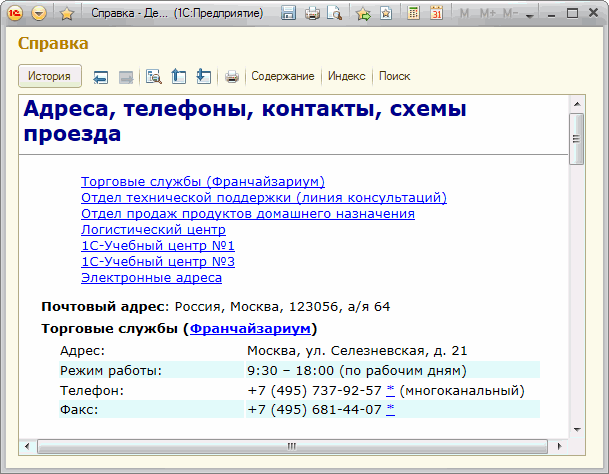 1С Справка - Де... (1С:Предприятие) M M+ M-
31
Справка
История Содержание Индекс Поиск
Адреса, телефоны, контакты, схемы
проезда
Торговые службы (Франчайзариум)
Отдел технической поддержки (линия консультаций)
Отдел продаж продуктов домашнего назначения
Логистический центр
1С-Учебный центр №1
1С-Учебный центр №3
Электронные адреса
Почтовый адрес: Россия, Москва, 123056, а/я 64
Торговые службы (Франчайзариум)
Адрес: Москва, ул. Селезневская, д. 21
Режим работы: 9:30 – 18:00 (по рабочим дням)
Телефон: +7 (495) 737-92-57 * (многоканальный)
Факс: +7 (495) 681-44-07 *